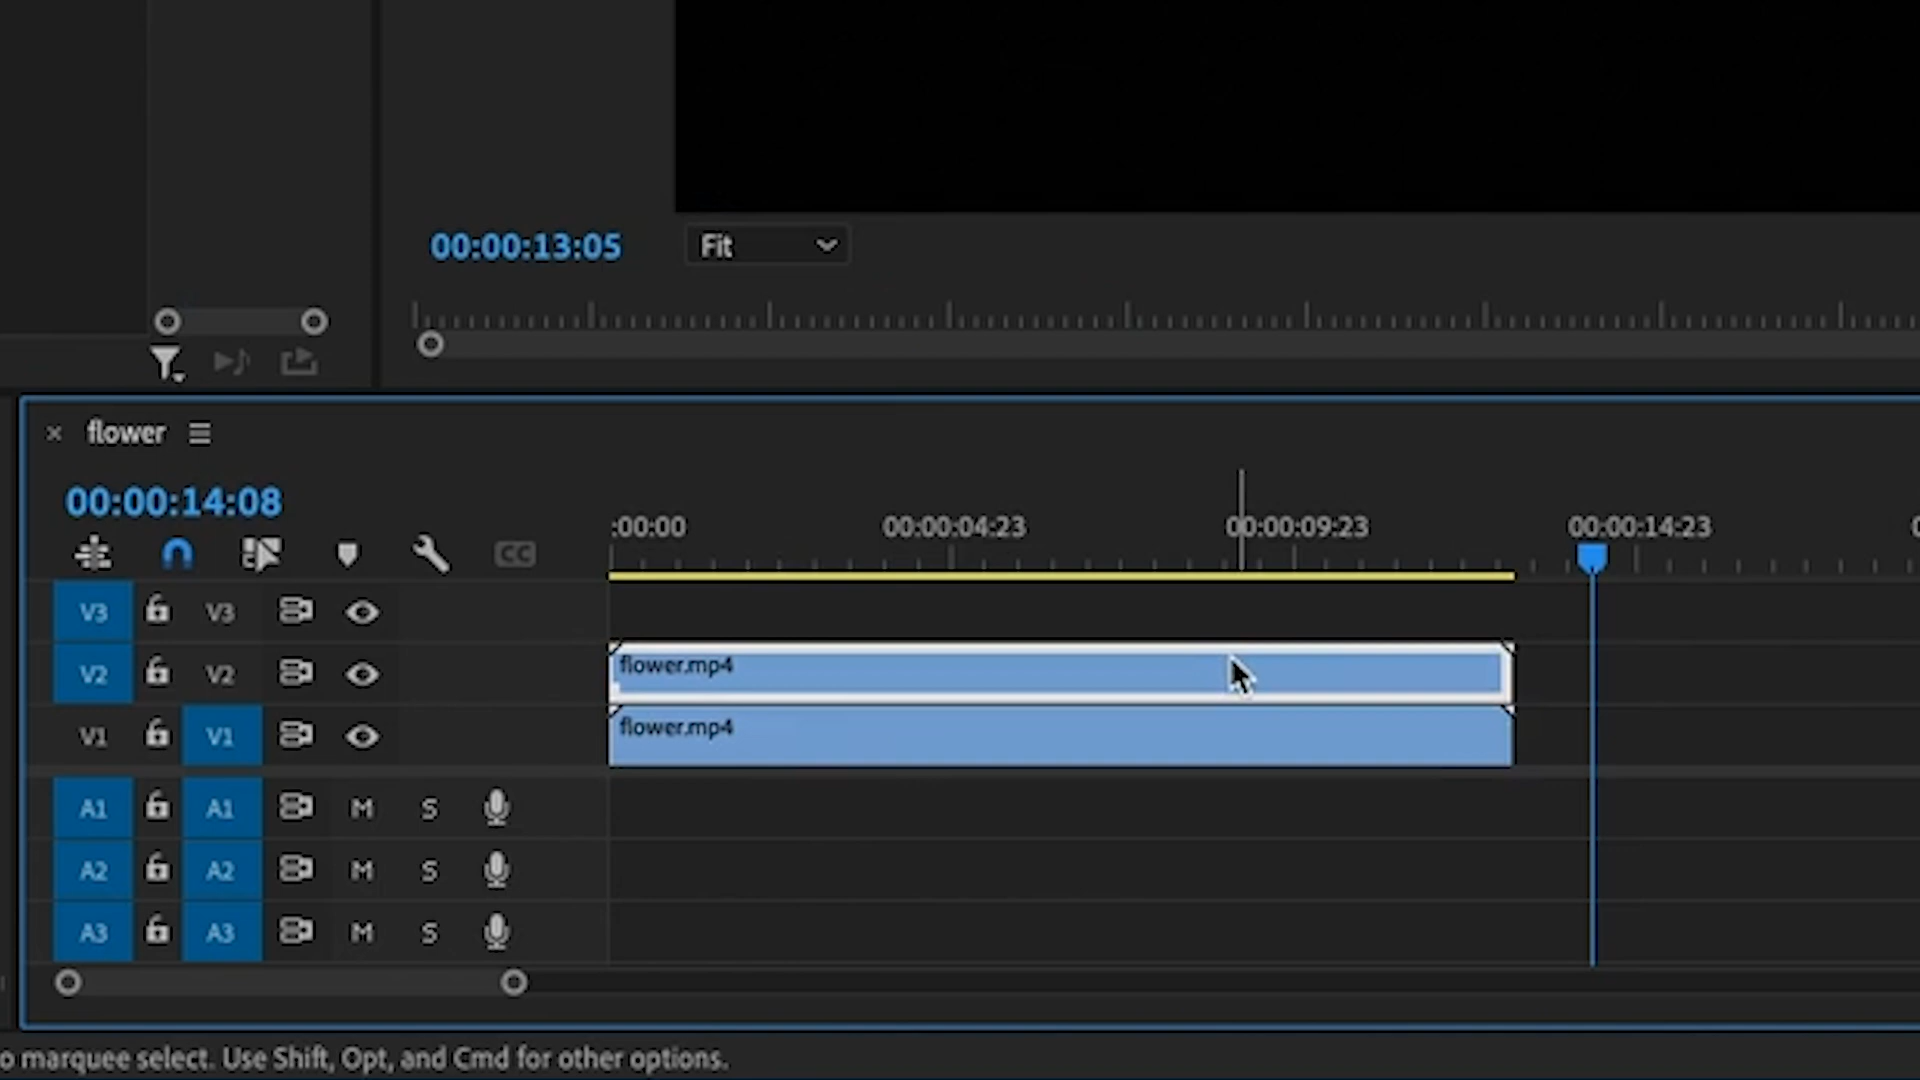 00:00:13:05 Fit
flower
00:00:14:08
:00:00 00:00:04:23 00:00:09:23 00:00:14:23
CC
V3 V3
V2 V2
flower.mp4
V1 V1
flower.mp4
A1 A1 M S
A2 A2 M S
A3 A3 M S
o marquee select. Use Shift, Opt, and Cmd for other options.